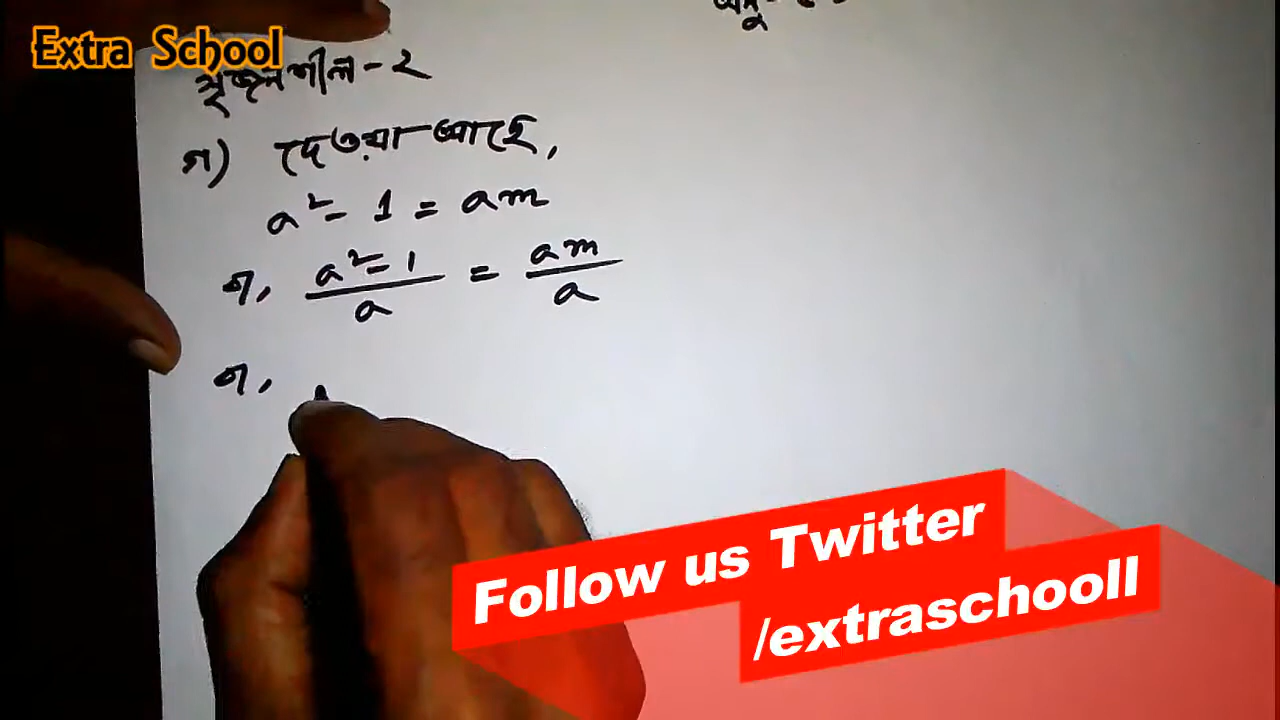 Extra School
সৃজনশীল - ২
গ) দেওয়া আছে,
a² - 1 = am
বা, (a² - 1)/a = am/a
বা,
Follow us Twitter
/extraschooll